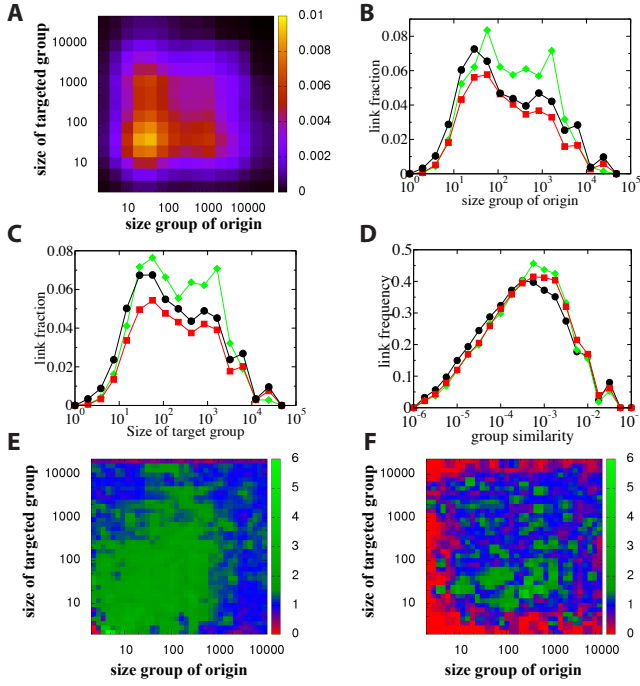 A
size of targeted group
10000
1000
100
10
10 100 1000 10000
size group of origin
0.01
0.008
0.006
0.004
0.002
0
B
link fraction
0.08
0.06
0.04
0.02
0
10^0 10^1 10^2 10^3 10^4 10^5
size group of origin
C
link fraction
0.08
0.06
0.04
0.02
0
10^0 10^1 10^2 10^3 10^4 10^5
Size of target group
D
link frequency
0.5
0.4
0.3
0.2
0.1
0
10^-6 10^-5 10^-4 10^-3 10^-2 10^-1
group similarity
E
size of targeted group
10000
1000
100
10
10 100 1000 10000
size group of origin
6
5
4
3
2
1
0
F
size of targeted group
10000
1000
100
10
10 100 1000 10000
size group of origin
6
5
4
3
2
1
0